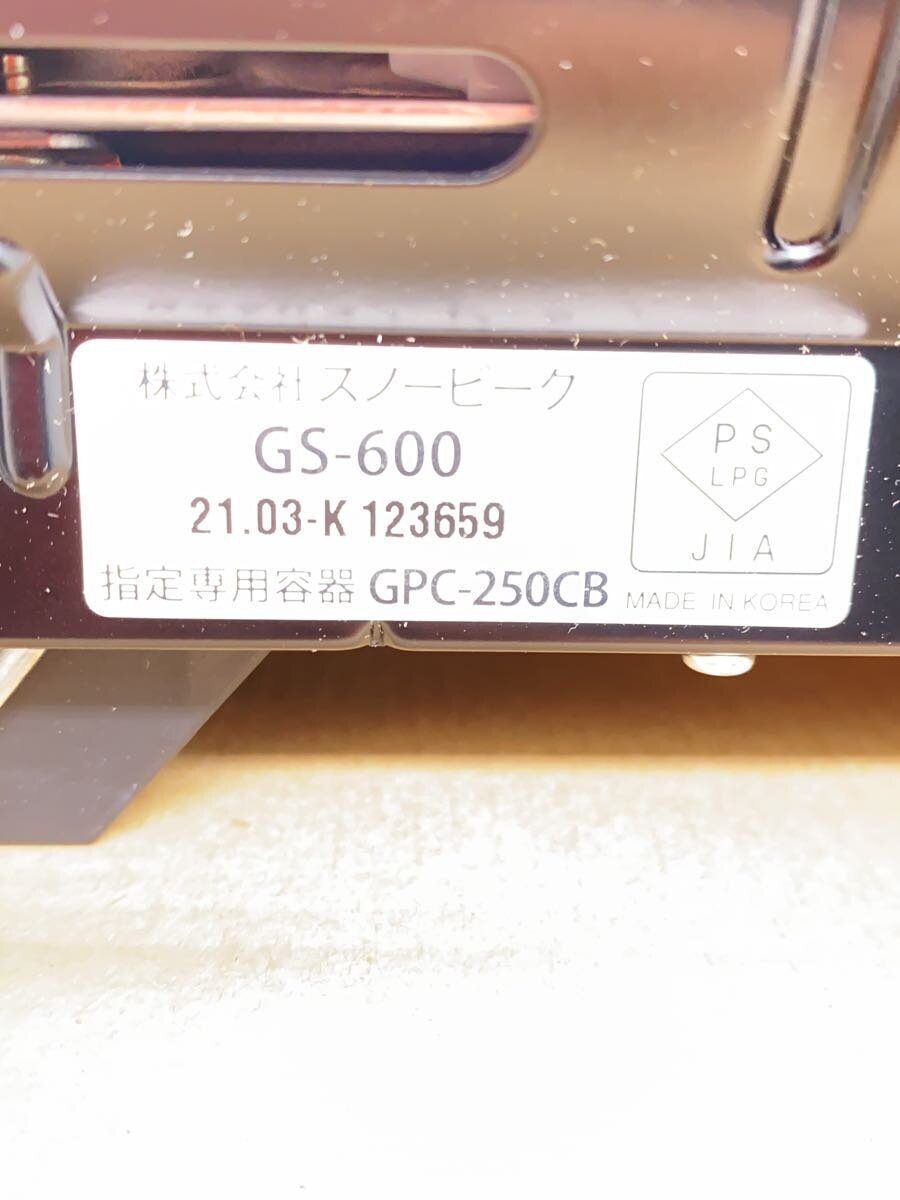 株式会社スノーピーク
GS-600
21.03-K 123659
指定専用容器 GPC-250CB
PS
LPG
JIA
MADE IN KOREA